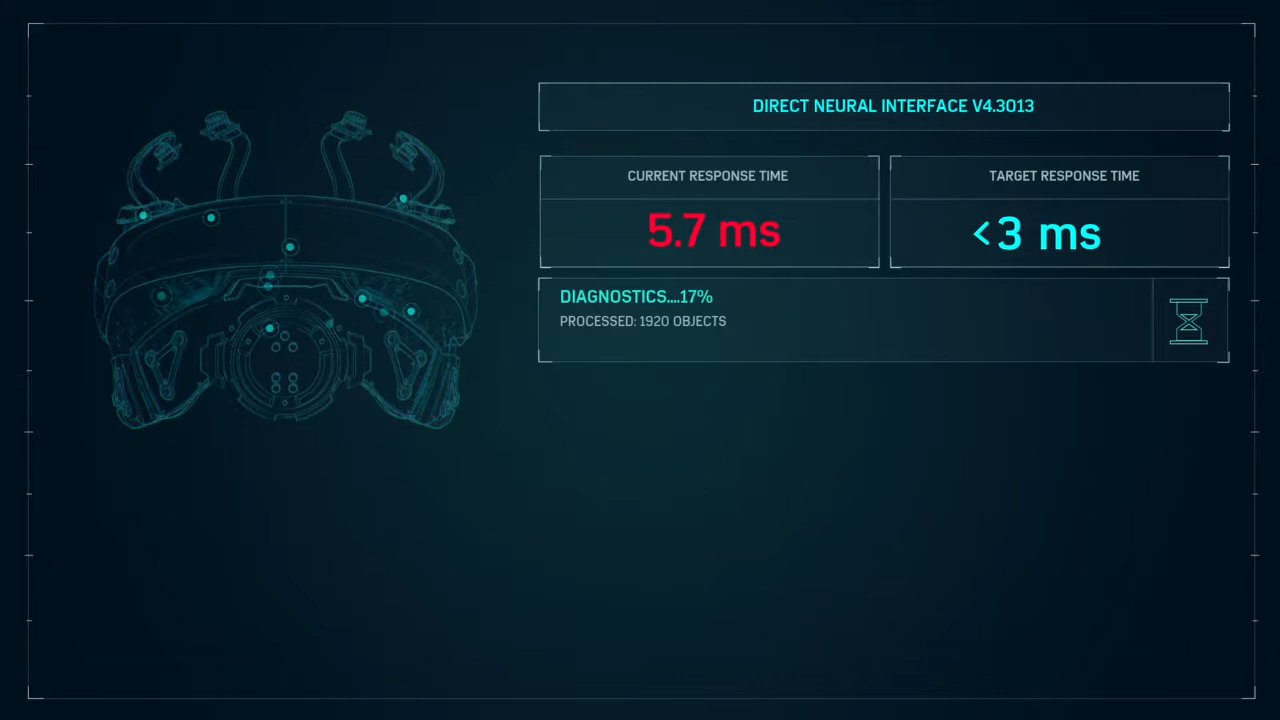 DIRECT NEURAL INTERFACE V4.3013
CURRENT RESPONSE TIME
5.7 ms
TARGET RESPONSE TIME
<3 ms
DIAGNOSTICS....17%
PROCESSED: 1920 OBJECTS